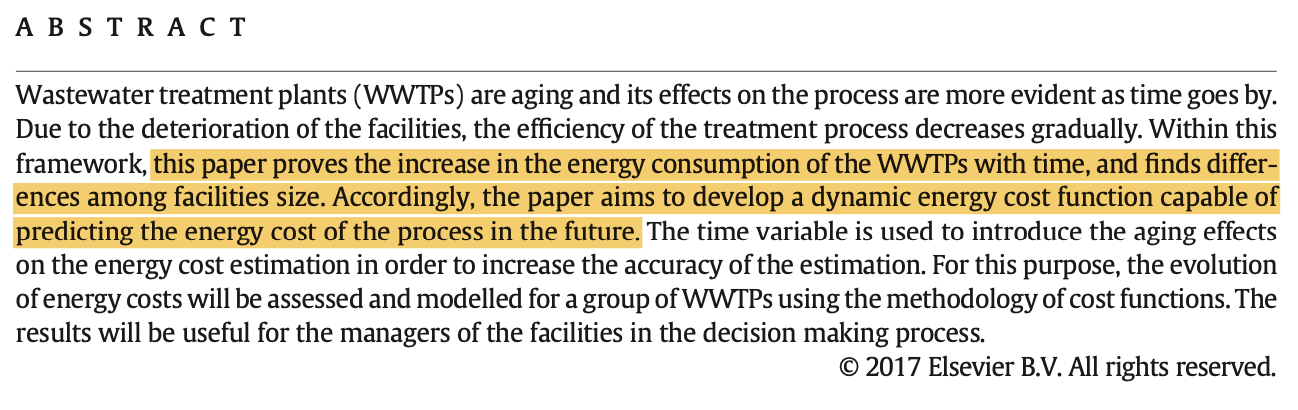 A B S T R A C T
Wastewater treatment plants (WWTPs) are aging and its effects on the process are more evident as time goes by.
Due to the deterioration of the facilities, the efficiency of the treatment process decreases gradually. Within this
framework, this paper proves the increase in the energy consumption of the WWTPs with time, and finds differ-
ences among facilities size. Accordingly, the paper aims to develop a dynamic energy cost function capable of
predicting the energy cost of the process in the future. The time variable is used to introduce the aging effects
on the energy cost estimation in order to increase the accuracy of the estimation. For this purpose, the evolution
of energy costs will be assessed and modelled for a group of WWTPs using the methodology of cost functions. The
results will be useful for the managers of the facilities in the decision making process.
© 2017 Elsevier B.V. All rights reserved.